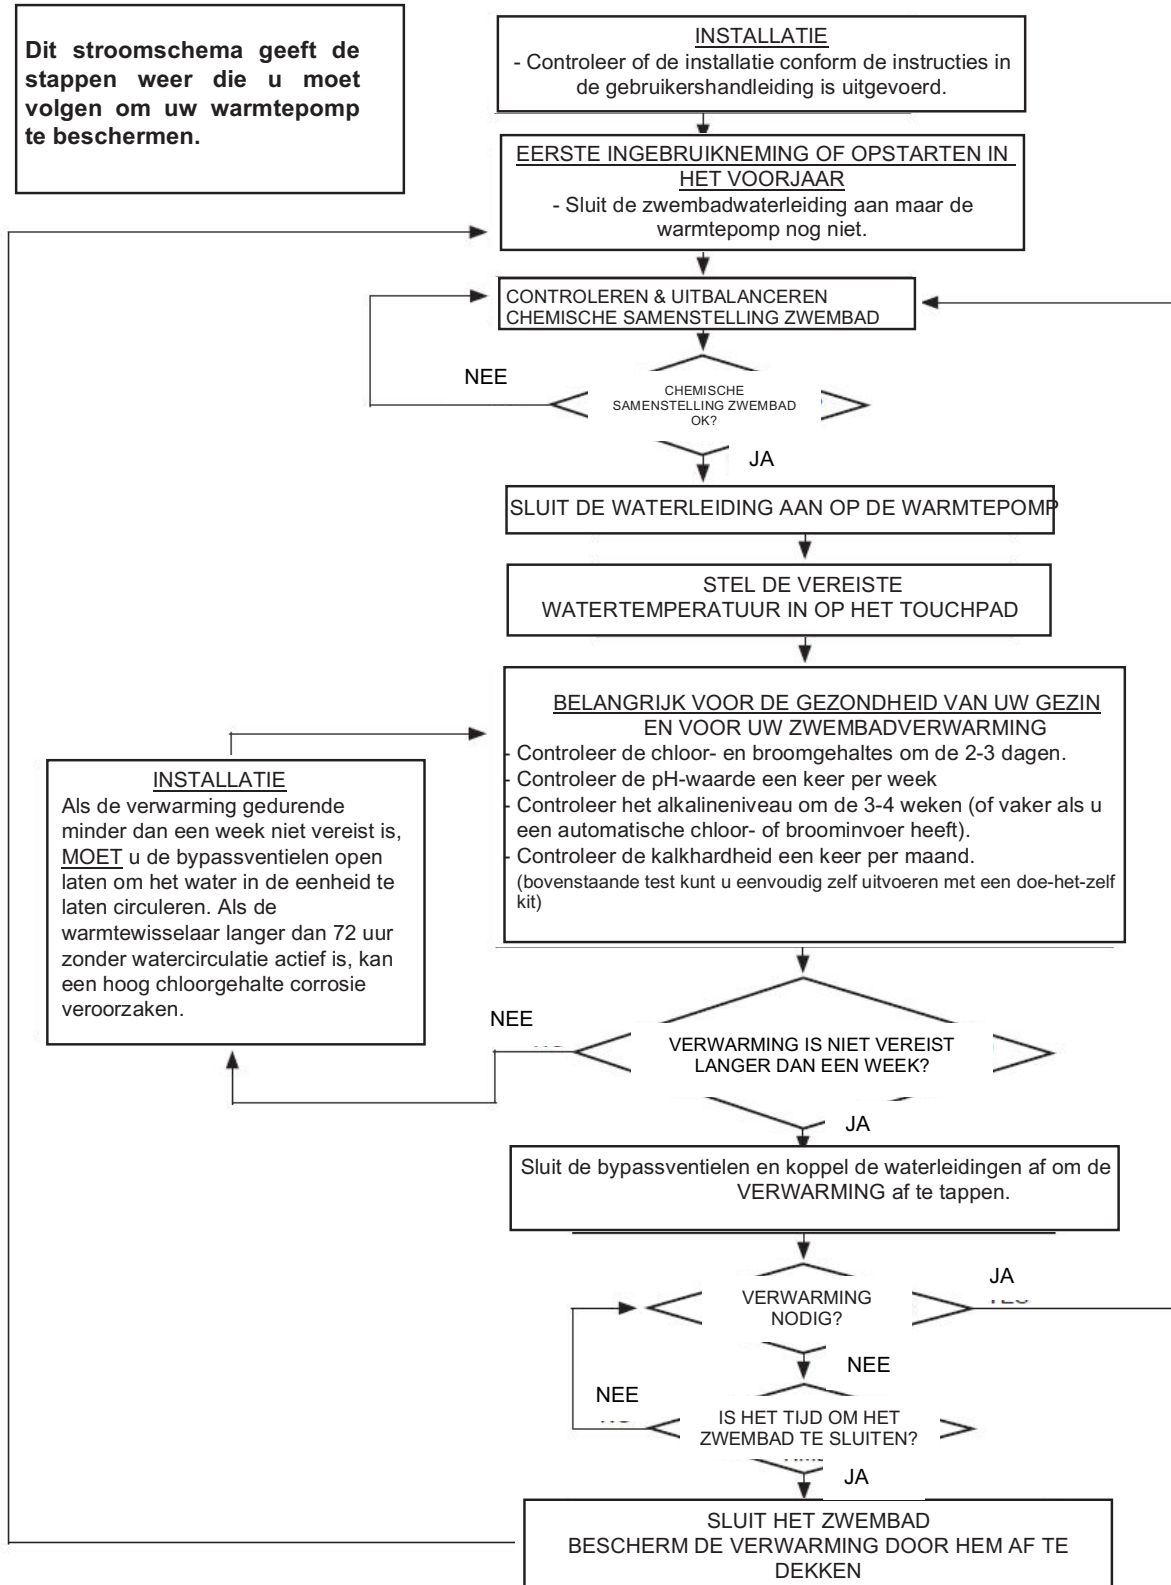 Dit stroomschema geeft de
stappen weer die u moet
volgen om uw warmtepomp
te beschermen.
INSTALLATIE
- Controleer of de installatie conform de instructies in
de gebruikershandleiding is uitgevoerd.
EERSTE INGEBRUIKNEMING OF OPSTARTEN IN
HET VOORJAAR
- Sluit de zwembadwaterleiding aan maar de
warmtepomp nog niet.
CONTROLEREN & UITBALANCEREN
CHEMISCHE SAMENSTELLING ZWEMBAD
NEE
CHEMISCHE
SAMENSTELLING ZWEMBAD
OK?
JA
SLUIT DE WATERLEIDING AAN OP DE WARMTEPOMP
STEL DE VEREISTE
WATERTEMPERATUUR IN OP HET TOUCHPAD
BELANGRIJK VOOR DE GEZONDHEID VAN UW GEZIN
EN VOOR UW ZWEMBADVERWARMING
- Controleer de chloor- en broomgehaltes om de 2-3 dagen.
- Controleer de pH-waarde een keer per week
- Controleer het alkalineniveau om de 3-4 weken (of vaker als u
een automatische chloor- of broominvoer heeft).
- Controleer de kalkhardheid een keer per maand.
(bovenstaande test kunt u eenvoudig zelf uitvoeren met een doe-het-zelf
kit)
INSTALLATIE
Als de verwarming gedurende
minder dan een week niet vereist is,
MOET u de bypassventielen open
laten om het water in de eenheid te
laten circuleren. Als de
warmtewisselaar langer dan 72 uur
zonder watercirculatie actief is, kan
een hoog chloorgehalte corrosie
veroorzaken.
NEE
VERWARMING IS NIET VEREIST
LANGER DAN EEN WEEK?
JA
Sluit de bypassventielen en koppel de waterleidingen af om de
VERWARMING af te tappen.
VERWARMING
NODIG?
JA
NEE
NEE
IS HET TIJD OM HET
ZWEMBAD TE SLUITEN?
JA
SLUIT HET ZWEMBAD
BESCHERM DE VERWARMING DOOR HEM AF TE
DEKKEN